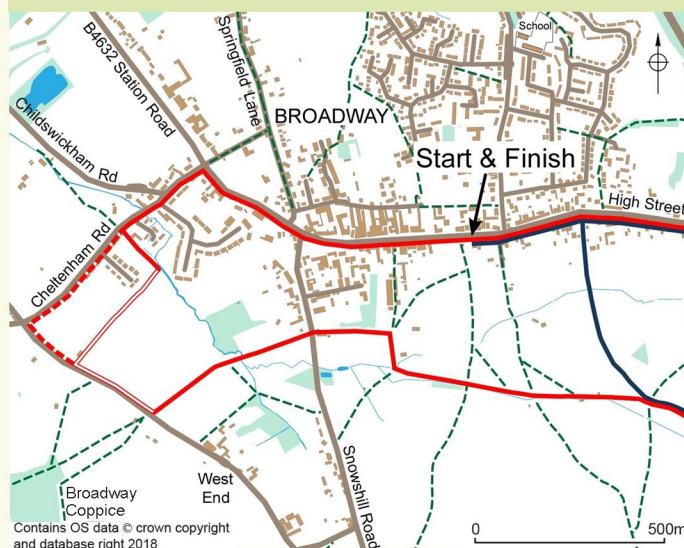 School
B4632 Station Road
Springfield Lane
BROADWAY
Childswickham Rd
Start & Finish
High Street
Cheltenham Rd
Snowshill Road
West
End
Broadway
Coppice
Contains OS data © crown copyright
and database right 2018
0 500m